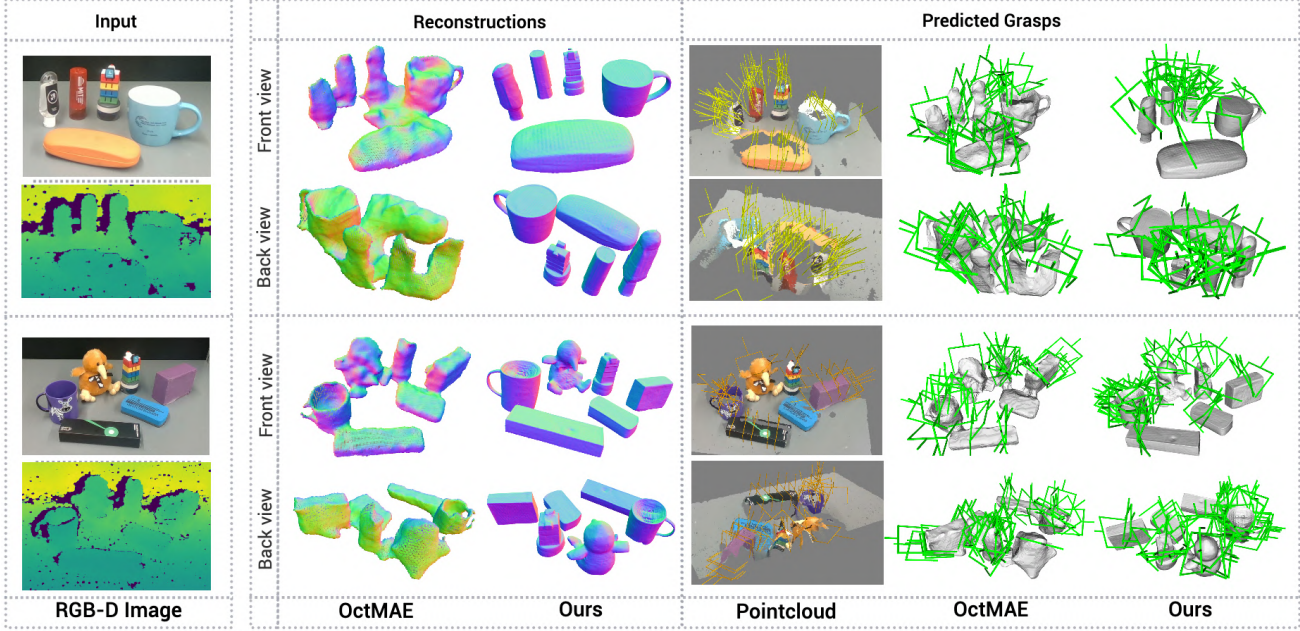 Input
Reconstructions
Predicted Grasps
Front view
Back view
Front view
Back view
RGB-D Image
OctMAE
Ours
Pointcloud
OctMAE
Ours